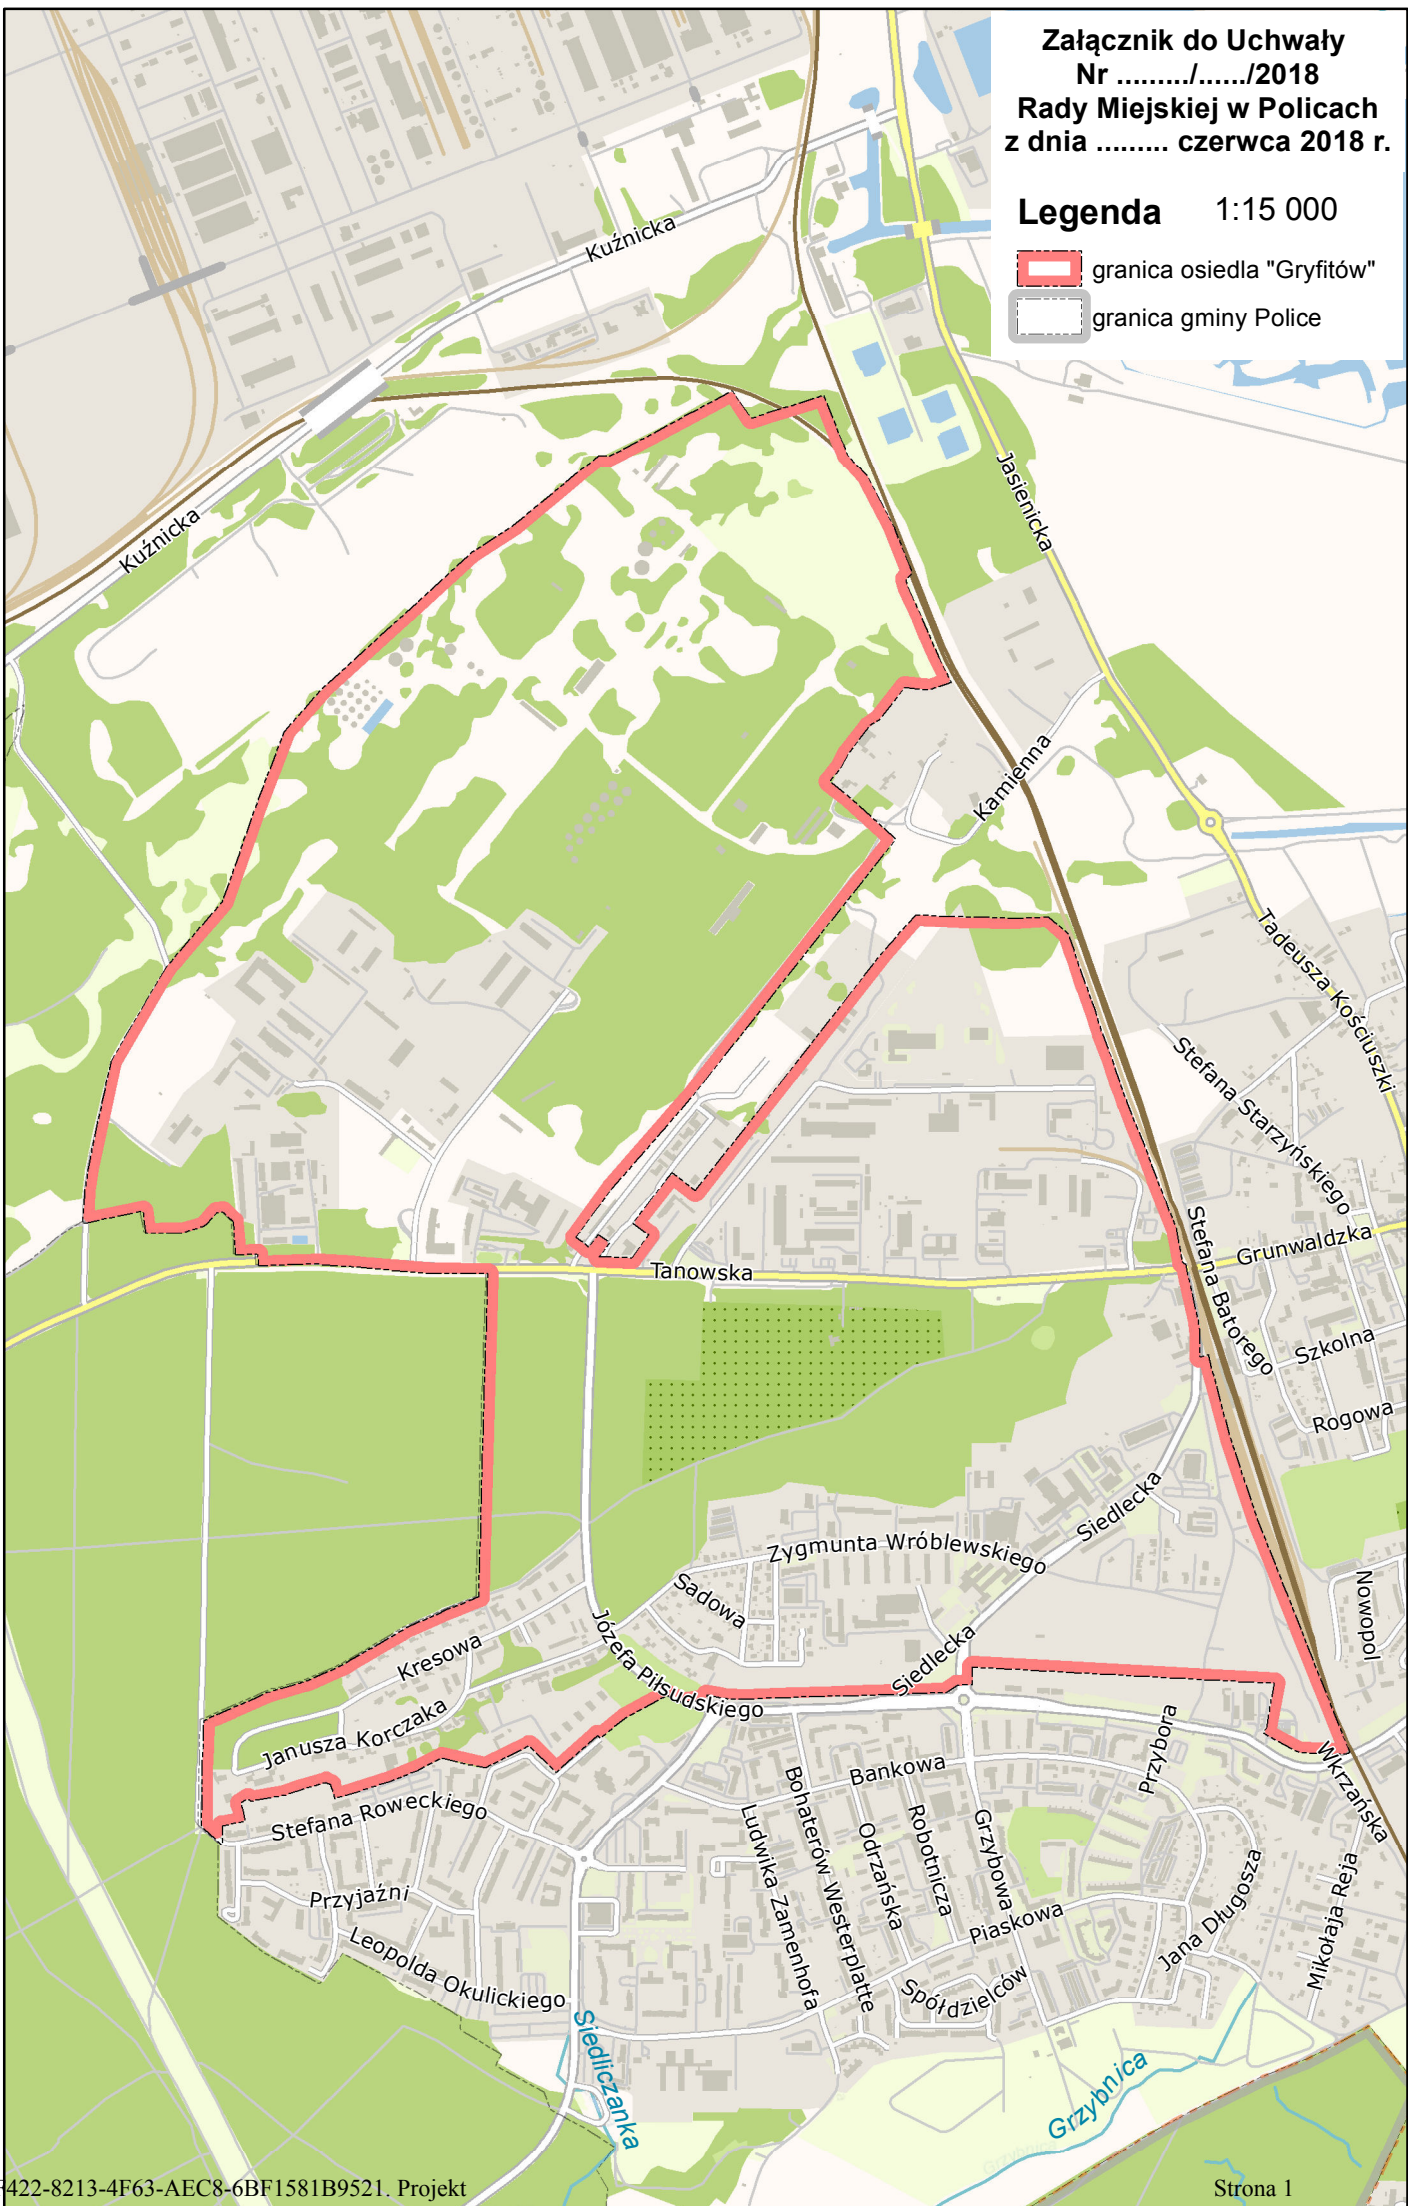 Załącznik do Uchwały
Nr ........./....../2018
Rady Miejskiej w Policach
z dnia ......... czerwca 2018 r.
Legenda 1:15 000
granica osiedla "Gryfitów"
granica gminy Police
Kuźnicka
Kuźnicka
Jasienicka
Kamienna
Tadeusza Kościuszki
Stefana Starzyńskiego
Grunwaldzka
Stefana Batorego
Tanowska
Szkolna
Rogowa
Siedlecka
Zygmunta Wróblewskiego
Sadowa
Nowopol
Józefa Piłsudskiego
Kresowa
Siedlecka
Janusza Korczaka
Przybora
Wkrzańska
Bankowa
Stefana Roweckiego
Ludwika Zamenhofa
Bohaterów Westerplatte
Odrzańska
Robotnicza
Grzybowa
Przyjaźni
Piaskowa
Jana Długosza
Mikołaja Reja
Leopolda Okulickiego
Spółdzielców
Siedliczanka
Grzybnica
422-8213-4F63-AEC8-6BF1581B9521. Projekt
Strona 1